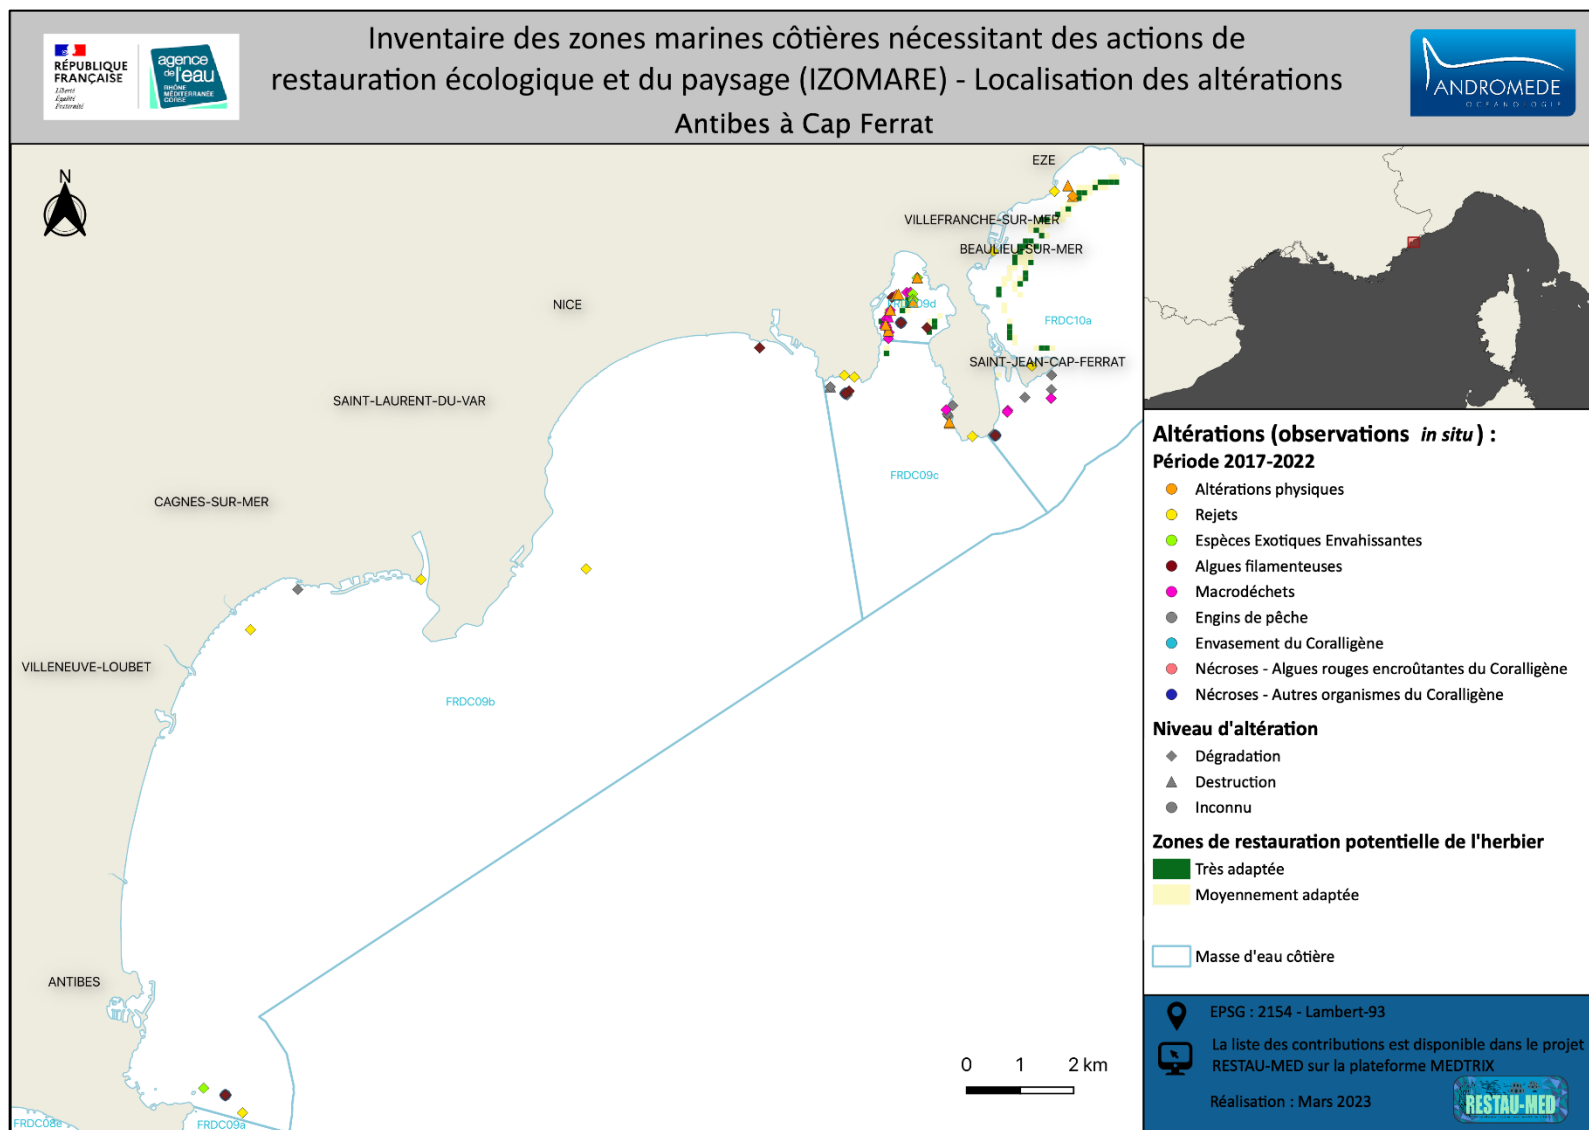 RÉPUBLIQUE
FRANÇAISE
Liberté
Égalité
Fraternité
agence
de l'eau
RHÔNE
MÉDITERRANÉE
CORSE
Inventaire des zones marines côtières nécessitant des actions de
restauration écologique et du paysage (IZOMARE) - Localisation des altérations
Antibes à Cap Ferrat
ANDROMEDE
OCÉANOLOGIE
N
EZE
VILLEFRANCHE-SUR-MER
BEAULIEU-SUR-MER
NICE
FRDC09d
FRDC10a
SAINT-JEAN-CAP-FERRAT
SAINT-LAURENT-DU-VAR
FRDC09c
CAGNES-SUR-MER
VILLENEUVE-LOUBET
FRDC09b
ANTIBES
0 1 2 km
FRDC08e
FRDC09a
Altérations (observations in situ) :
Période 2017-2022
Altérations physiques
Rejets
Espèces Exotiques Envahissantes
Algues filamenteuses
Macrodéchets
Engins de pêche
Envasement du Coralligène
Nécroses - Algues rouges encroûtantes du Coralligène
Nécroses - Autres organismes du Coralligène
Niveau d'altération
Dégradation
Destruction
Inconnu
Zones de restauration potentielle de l'herbier
Très adaptée
Moyennement adaptée
Masse d'eau côtière
EPSG : 2154 - Lambert-93
La liste des contributions est disponible dans le projet
RESTAU-MED sur la plateforme MEDTRIX
Réalisation : Mars 2023
RESTAU-MED